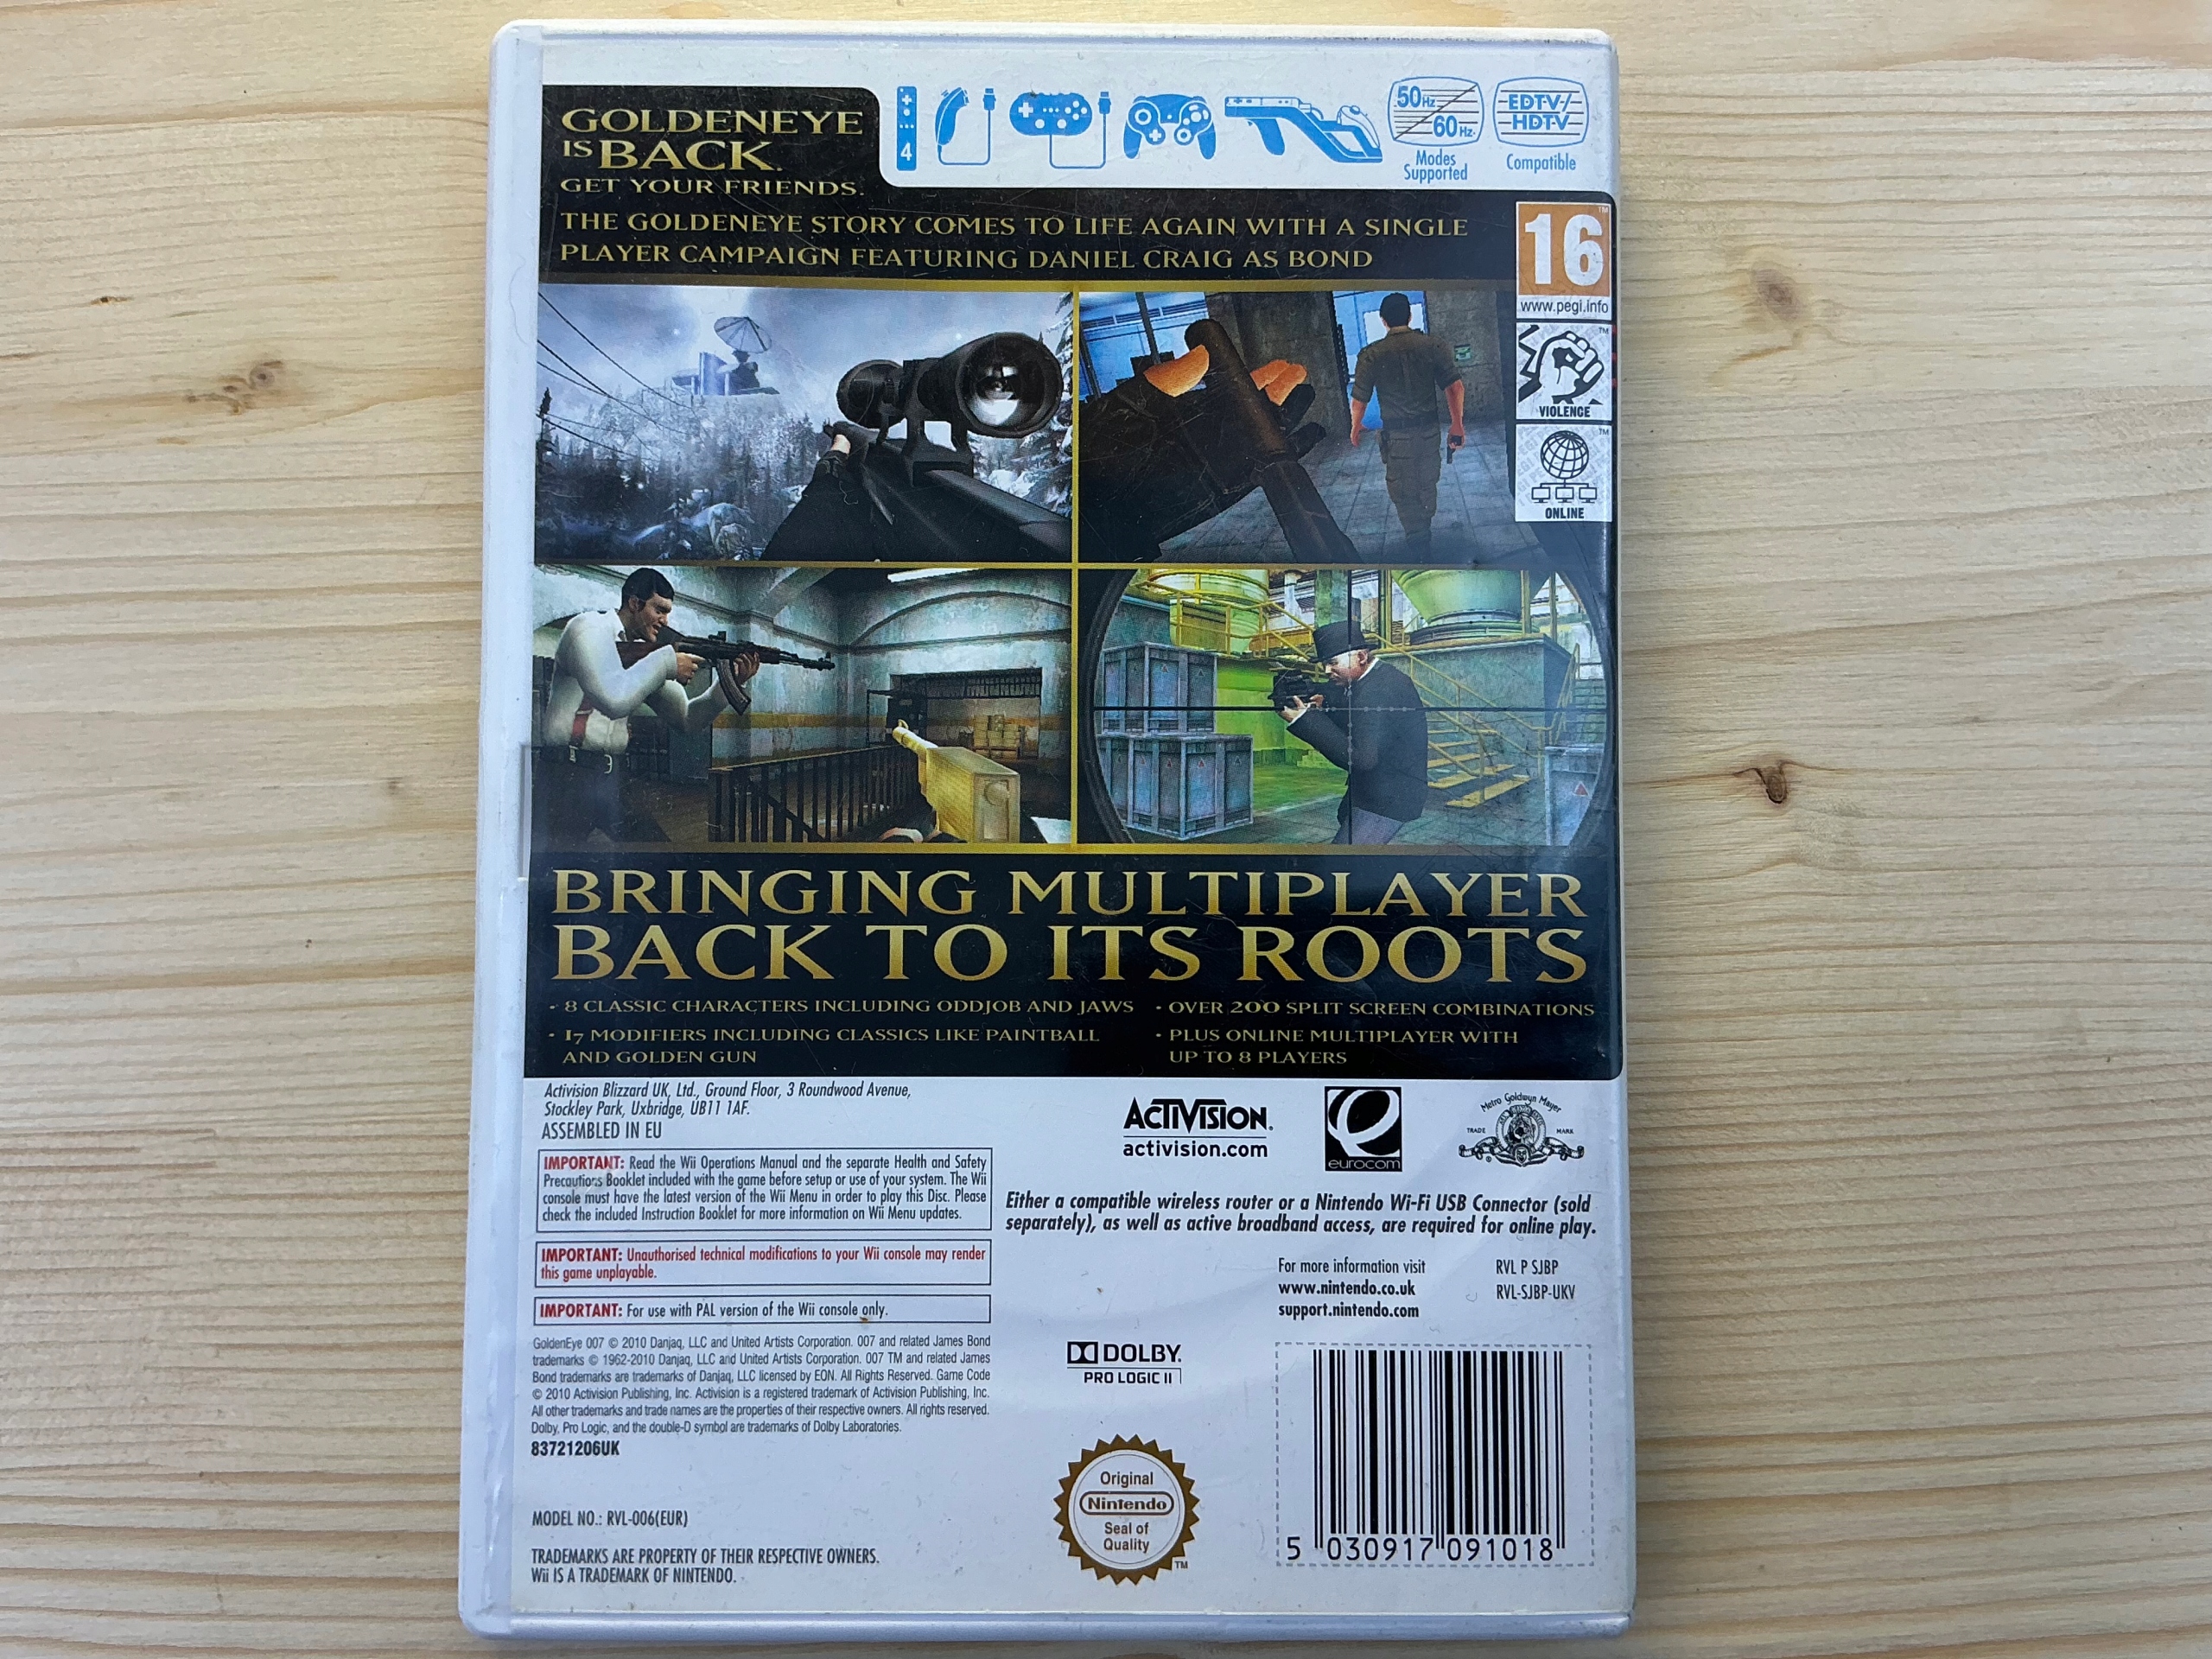 GOLDENEYE
IS BACK.
GET YOUR FRIENDS.
4
50Hz
60Hz
Modes
Supported
EDTV/
HDTV
Compatible
THE GOLDENEYE STORY COMES TO LIFE AGAIN WITH A SINGLE
PLAYER CAMPAIGN FEATURING DANIEL CRAIG AS BOND
16
TM
www.pegi.info
TM
VIOLENCE
TM
ONLINE
BRINGING MULTIPLAYER
BACK TO ITS ROOTS
• 8 CLASSIC CHARACTERS INCLUDING ODDJOB AND JAWS
• 17 MODIFIERS INCLUDING CLASSICS LIKE PAINTBALL
AND GOLDEN GUN
• OVER 200 SPLIT SCREEN COMBINATIONS
• PLUS ONLINE MULTIPLAYER WITH
UP TO 8 PLAYERS
Activision Blizzard UK, Ltd., Ground Floor, 3 Roundwood Avenue,
Stockley Park, Uxbridge, UB11 1AF.
ASSEMBLED IN EU
ACTIVISION.
activision.com
eurocom
Metro Goldwyn Mayer
TRADE MARK
®
IMPORTANT: Read the Wii Operations Manual and the separate Health and Safety
Precautions Booklet included with the game before setup or use of your system. The Wii
console must have the latest version of the Wii Menu in order to play this Disc. Please
check the included Instruction Booklet for more information on Wii Menu updates.
IMPORTANT: Unauthorised technical modifications to your Wii console may render
this game unplayable.
IMPORTANT: For use with PAL version of the Wii console only.
Either a compatible wireless router or a Nintendo Wi-Fi USB Connector (sold
separately), as well as active broadband access, are required for online play.
For more information visit
www.nintendo.co.uk
support.nintendo.com
RVL P SJBP
RVL-SJBP-UKV
GoldenEye 007 © 2010 Danjaq, LLC and United Artists Corporation. 007 and related James Bond
trademarks © 1962-2010 Danjaq, LLC and United Artists Corporation. 007 TM and related James
Bond trademarks are trademarks of Danjaq, LLC licensed by EON. All Rights Reserved. Game Code
© 2010 Activision Publishing, Inc. Activision is a registered trademark of Activision Publishing, Inc.
All other trademarks and trade names are the properties of their respective owners. All rights reserved.
Dolby, Pro Logic, and the double-D symbol are trademarks of Dolby Laboratories.
83721206UK
DOLBY.
PRO LOGIC II
MODEL NO.: RVL-006(EUR)
TRADEMARKS ARE PROPERTY OF THEIR RESPECTIVE OWNERS.
Wii IS A TRADEMARK OF NINTENDO.
Original
Nintendo
Seal of
Quality
TM
5 030917 091018